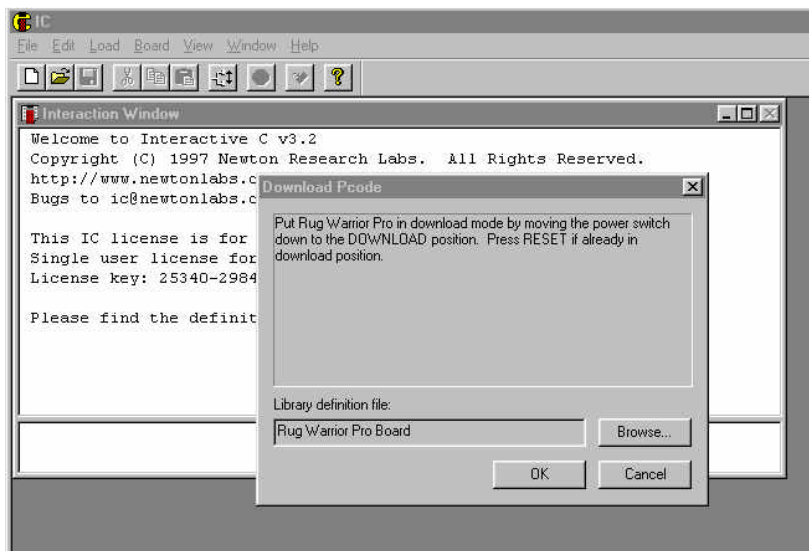 IC
File Edit Load Board View Window Help
Interaction Window
Welcome to Interactive C v3.2
Copyright (C) 1997 Newton Research Labs. All Rights Reserved.
http://www.newtonlabs.c
Bugs to ic@newtonlabs.c
This IC license is for
Single user license for
License key: 25340-2984
Please find the definit
Download Pcode
Put Rug Warrior Pro in download mode by moving the power switch
down to the DOWNLOAD position. Press RESET if already in
download position.
Library definition file:
Rug Warrior Pro Board
Browse...
OK Cancel